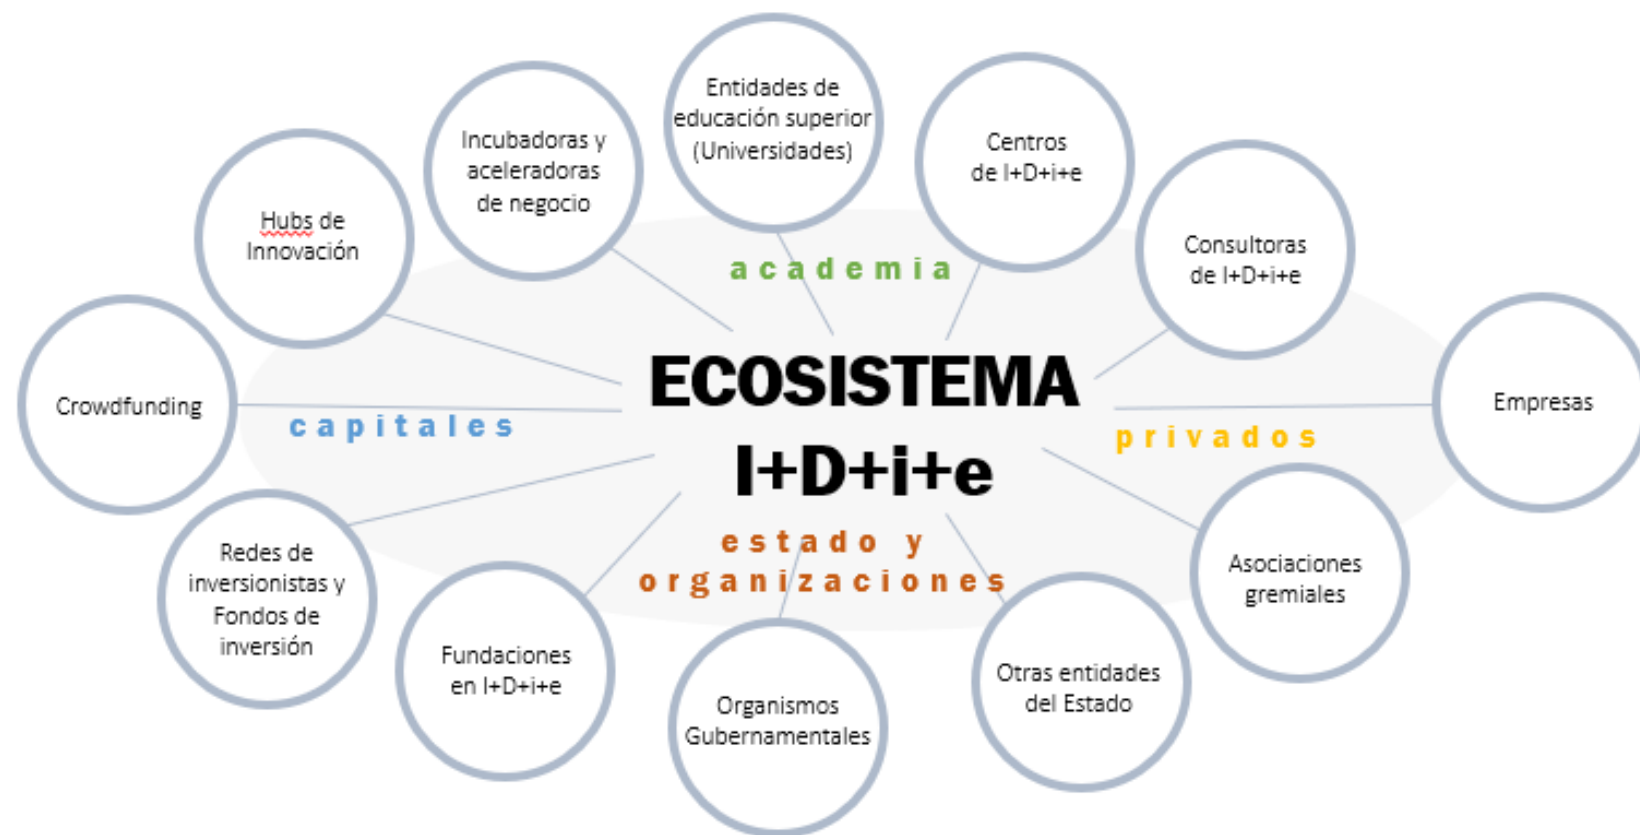 Entidades de
educación superior
(Universidades)
Incubadoras y
aceleradoras
de negocio
Centros
de I+D+i+e
Hubs de
Innovación
Consultoras
de I+D+i+e
academia
Crowdfunding
capitales
ECOSISTEMA
I+D+i+e
privados
Empresas
estado y
organizaciones
Redes de
inversionistas y
Fondos de
inversión
Fundaciones
en I+D+i+e
Organismos
Gubernamentales
Otras entidades
del Estado
Asociaciones
gremiales